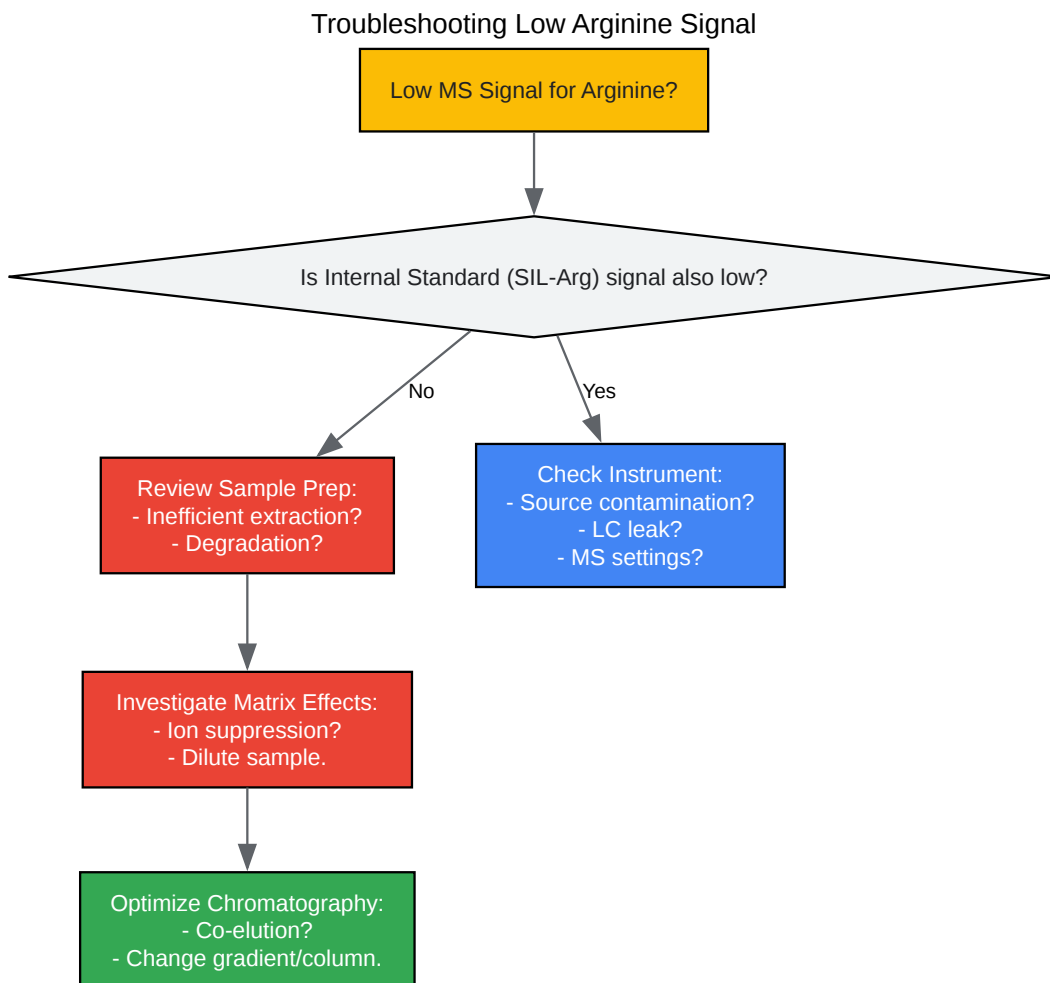 Troubleshooting Low Arginine Signal
Low MS Signal for Arginine?
Is Internal Standard (SIL-Arg) signal also low?
No
Yes
Review Sample Prep:
- Inefficient extraction?
- Degradation?
Check Instrument:
- Source contamination?
- LC leak?
- MS settings?
Investigate Matrix Effects:
- Ion suppression?
- Dilute sample.
Optimize Chromatography:
- Co-elution?
- Change gradient/column.